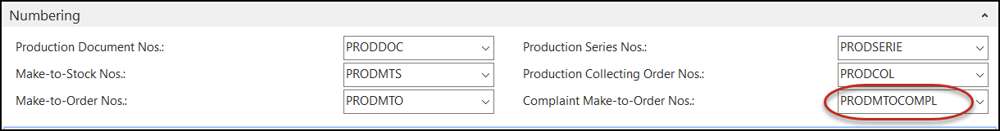 Numbering
Production Document Nos.: PRODDOC
Make-to-Stock Nos.: PRODMTS
Make-to-Order Nos.: PRODMTO
Production Series Nos.: PRODSERIE
Production Collecting Order Nos.: PRODCOL
Complaint Make-to-Order Nos.: PRODMTOCOMPL